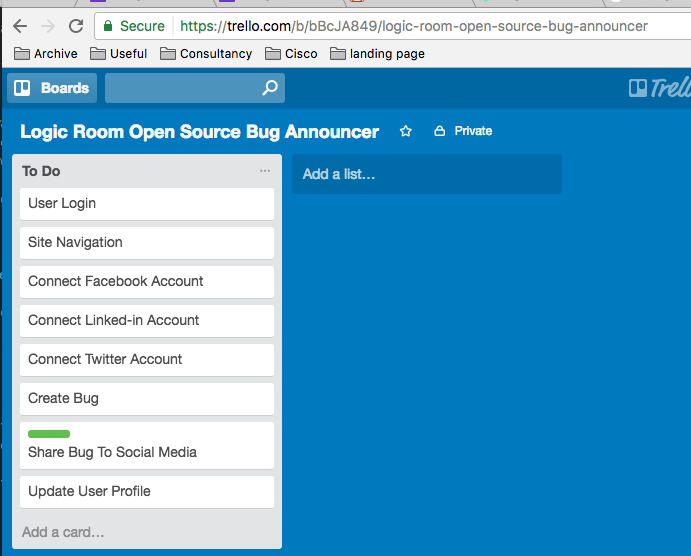 Secure https://trello.com/b/bBcJA849/logic-room-open-source-bug-announcer
Archive Useful Consultancy Cisco landing page
Boards
Logic Room Open Source Bug Announcer Private
To Do ...
Add a list...
User Login
Site Navigation
Connect Facebook Account
Connect Linked-in Account
Connect Twitter Account
Create Bug
Share Bug To Social Media
Update User Profile
Add a card...